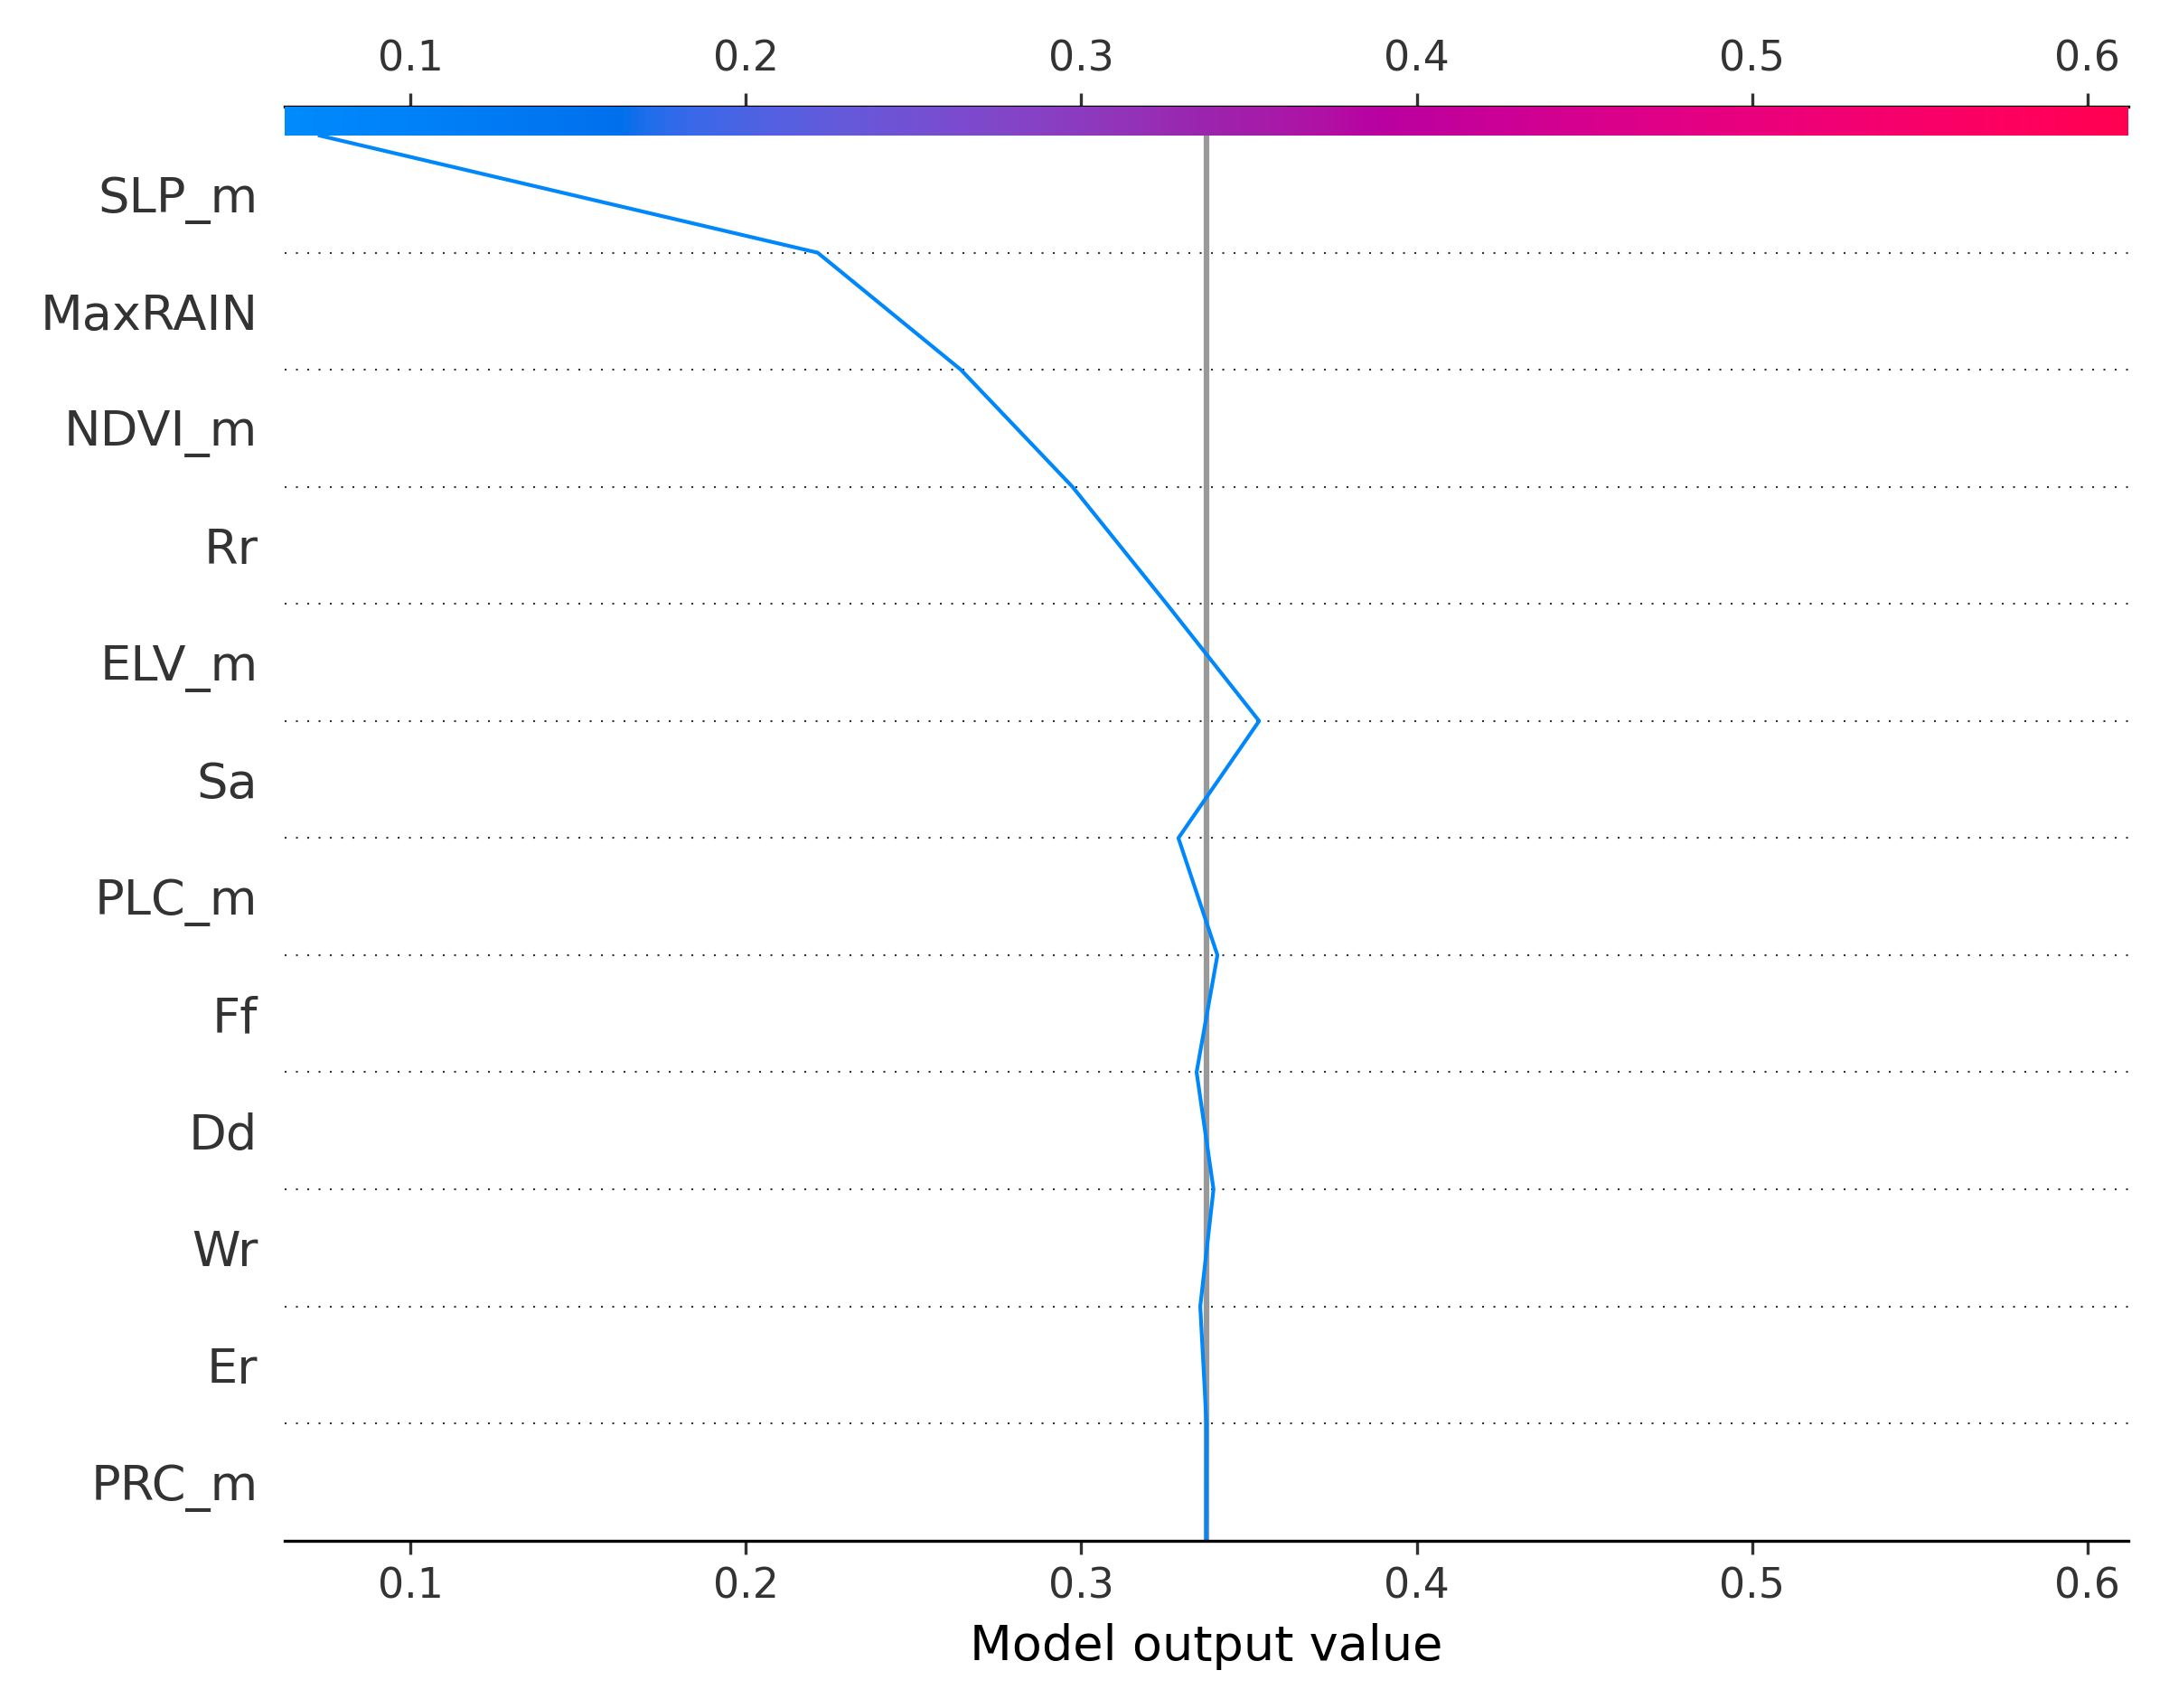 0.1 0.2 0.3 0.4 0.5 0.6
SLP_m
MaxRAIN
NDVI_m
Rr
ELV_m
Sa
PLC_m
Ff
Dd
Wr
Er
PRC_m
0.1 0.2 0.3 0.4 0.5 0.6
Model output value